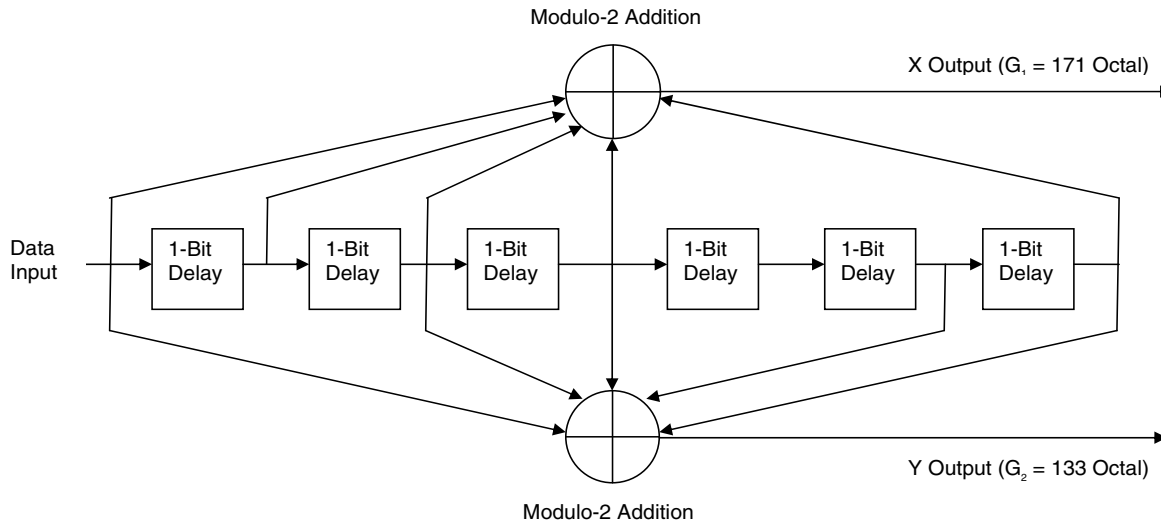 Modulo-2 Addition
X Output (G₁ = 171 Octal)
Data
Input
1-Bit
Delay
1-Bit
Delay
1-Bit
Delay
1-Bit
Delay
1-Bit
Delay
1-Bit
Delay
Y Output (G₂ = 133 Octal)
Modulo-2 Addition